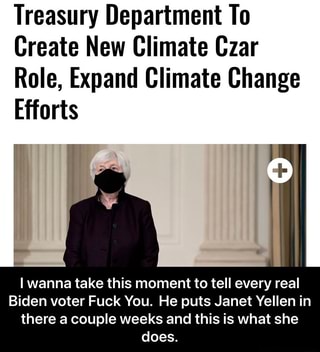 Treasury Department To
Create New Climate Czar
Role, Expand Climate Change
Efforts
I wanna take this moment to tell every real
Biden voter Fuck You. He puts Janet Yellen in
there a couple weeks and this is what she
does.